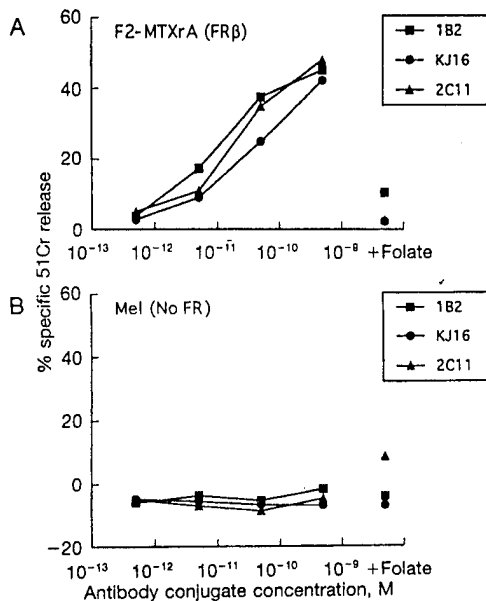 A
F2-MTXrA (FRβ)
1B2
KJ16
2C11
60
40
20
0
10⁻¹³ 10⁻¹² 10⁻¹¹ 10⁻¹⁰ 10⁻⁹ +Folate
% specific 51Cr release
B
Mel (No FR)
1B2
KJ16
2C11
60
40
20
0
−20
10⁻¹³ 10⁻¹² 10⁻¹¹ 10⁻¹⁰ 10⁻⁹ +Folate
Antibody conjugate concentration, M